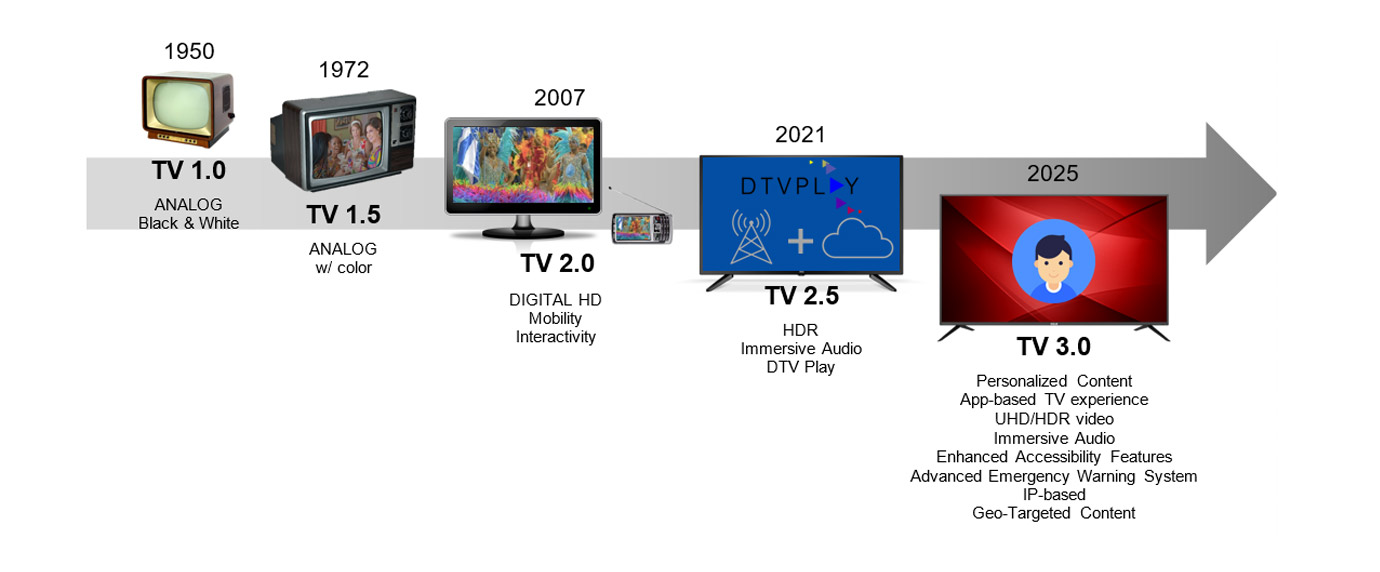 1950
TV 1.0
ANALOG
Black & White
1972
TV 1.5
ANALOG
w/ color
2007
TV 2.0
DIGITAL HD
Mobility
Interactivity
2021
DTVPLAY
TV 2.5
HDR
Immersive Audio
DTV Play
2025
TV 3.0
Personalized Content
App-based TV experience
UHD/HDR video
Immersive Audio
Enhanced Accessibility Features
Advanced Emergency Warning System
IP-based
Geo-Targeted Content